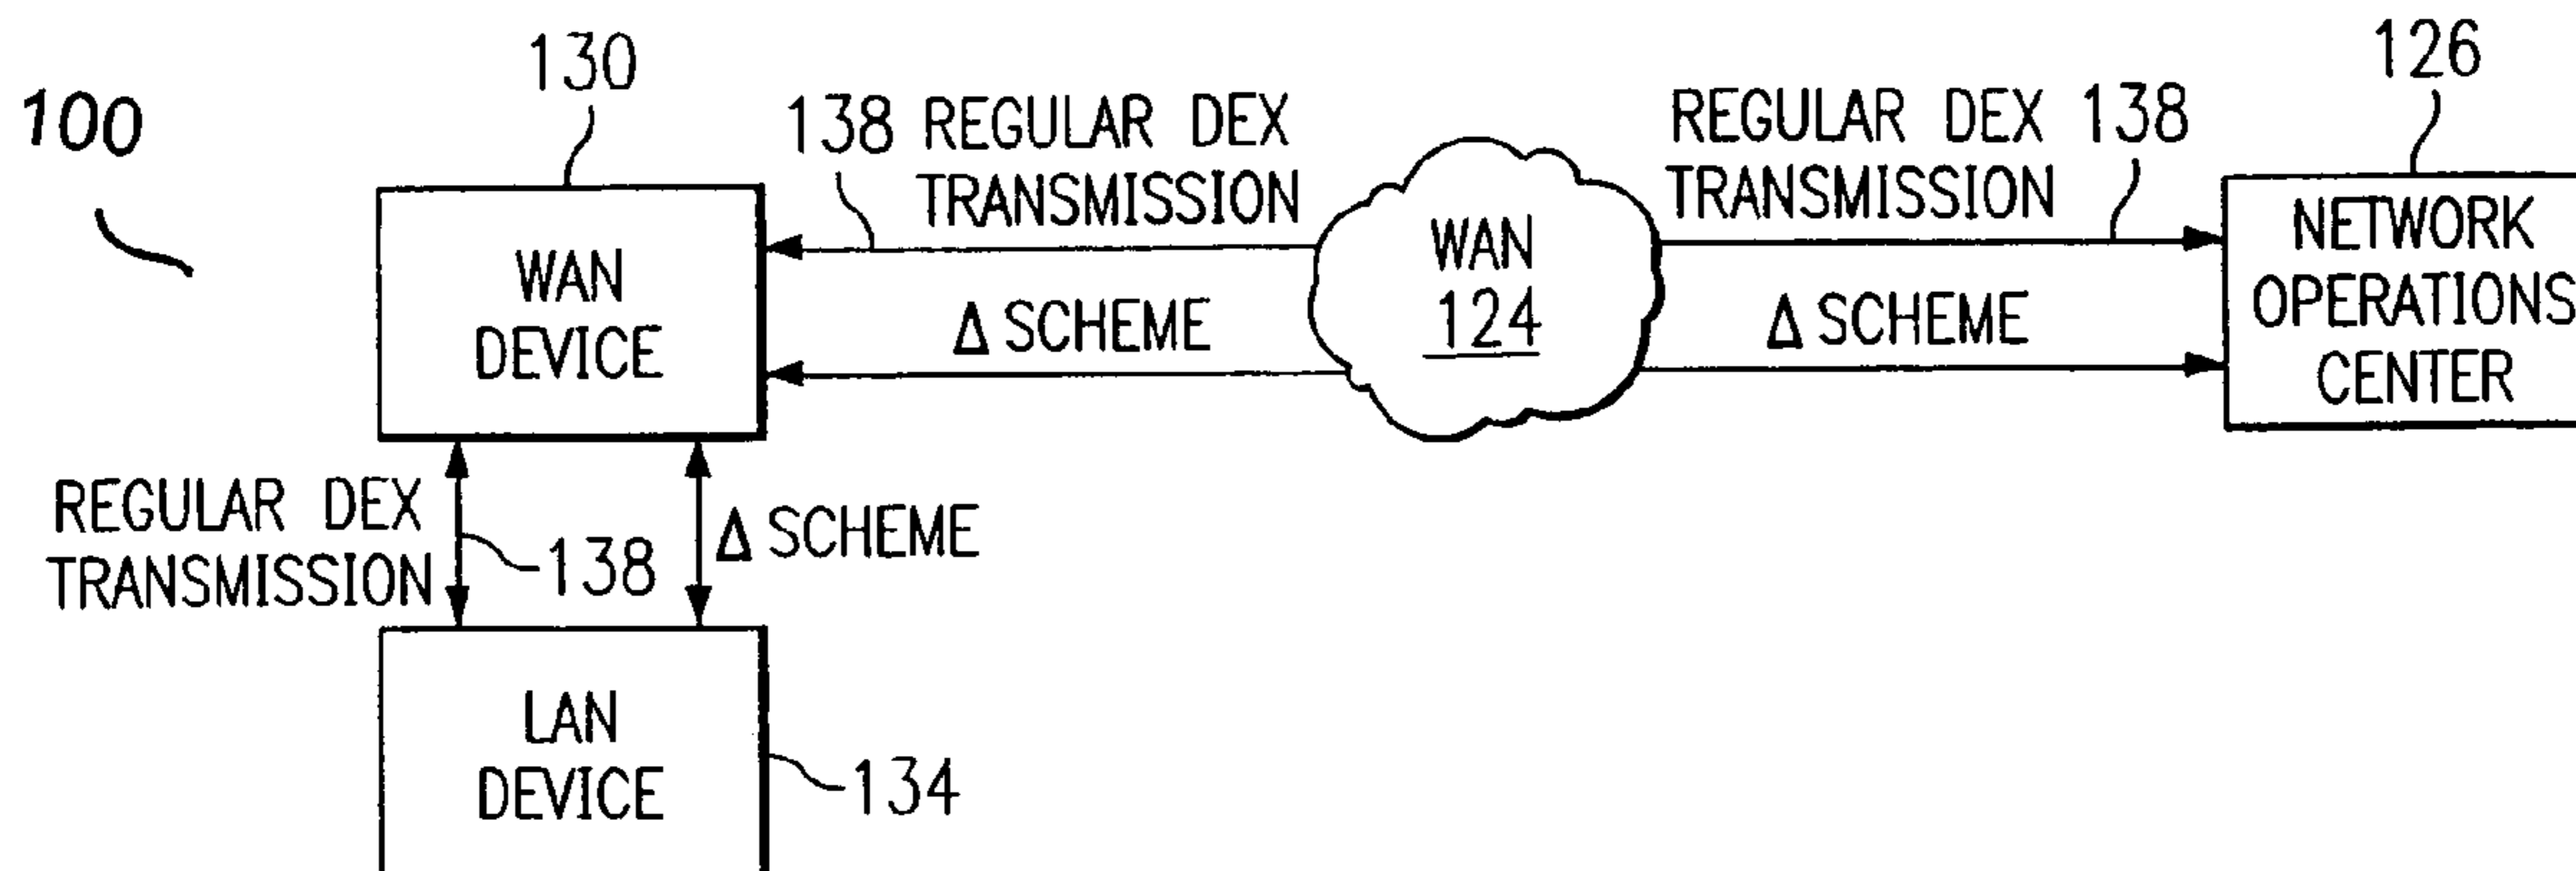 100
130
138 REGULAR DEX
TRANSMISSION
REGULAR DEX 138
TRANSMISSION
126
WAN
DEVICE
WAN
124
NETWORK
OPERATIONS
CENTER
Δ SCHEME
Δ SCHEME
REGULAR DEX
TRANSMISSION
138
Δ SCHEME
LAN
DEVICE
134